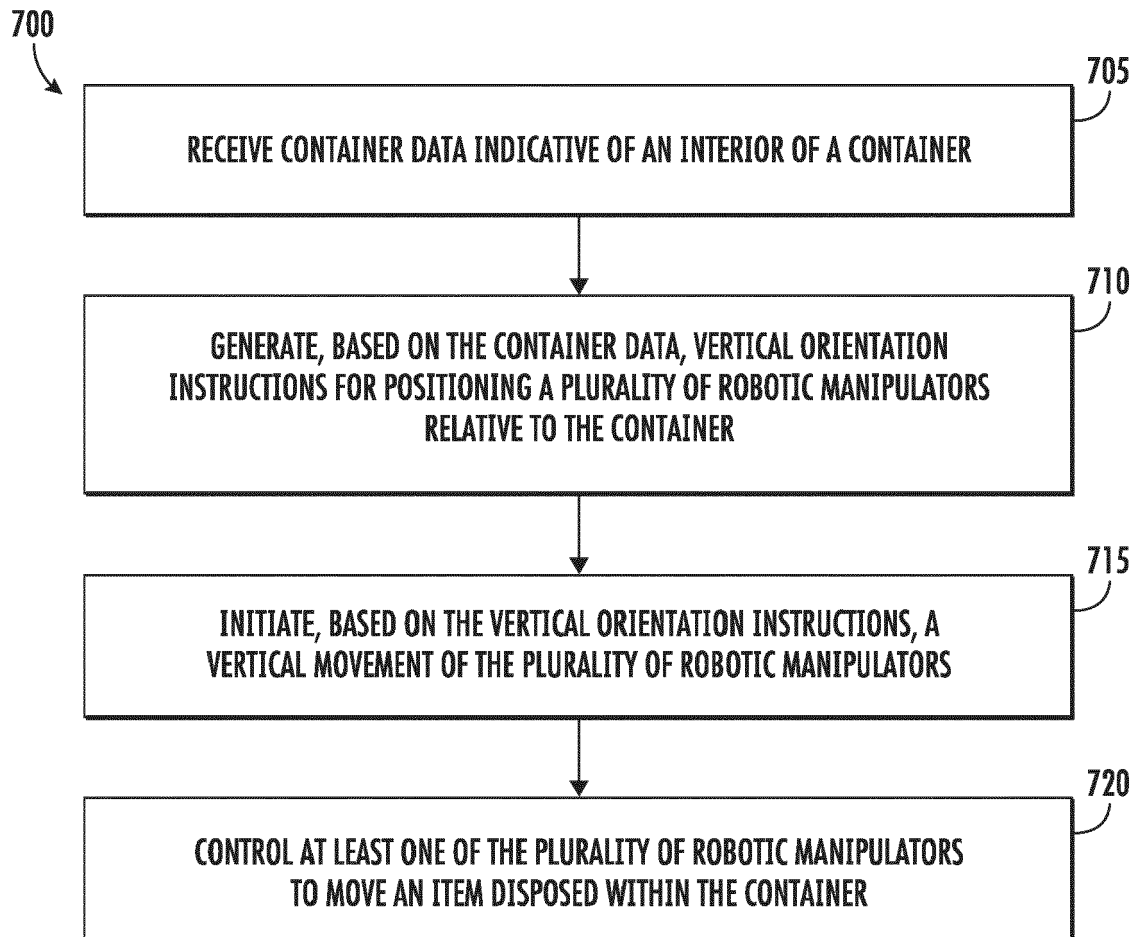 700
705
RECEIVE CONTAINER DATA INDICATIVE OF AN INTERIOR OF A CONTAINER
710
GENERATE, BASED ON THE CONTAINER DATA, VERTICAL ORIENTATION
INSTRUCTIONS FOR POSITIONING A PLURALITY OF ROBOTIC MANIPULATORS
RELATIVE TO THE CONTAINER
715
INITIATE, BASED ON THE VERTICAL ORIENTATION INSTRUCTIONS, A
VERTICAL MOVEMENT OF THE PLURALITY OF ROBOTIC MANIPULATORS
720
CONTROL AT LEAST ONE OF THE PLURALITY OF ROBOTIC MANIPULATORS
TO MOVE AN ITEM DISPOSED WITHIN THE CONTAINER